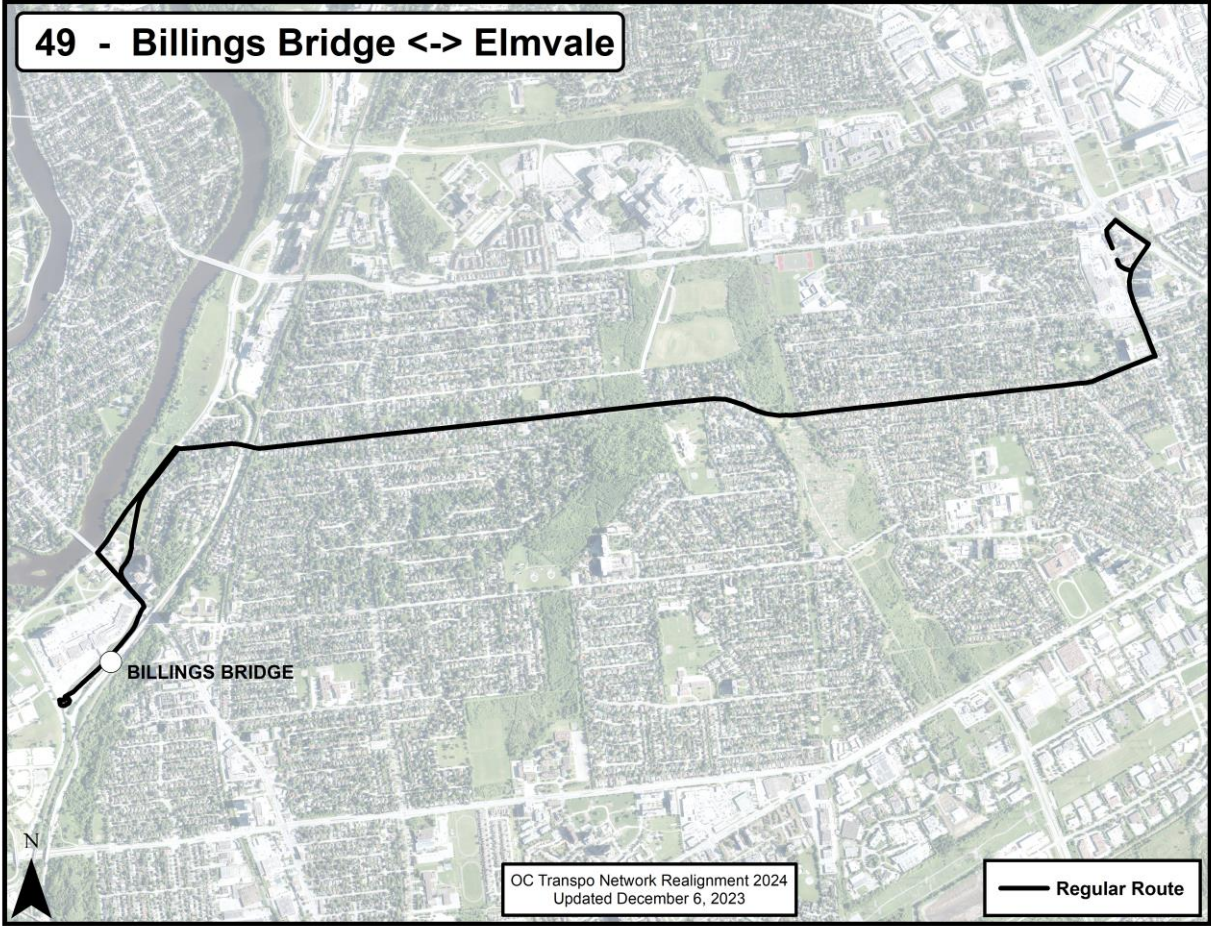 49 - Billings Bridge <-> Elmvale
BILLINGS BRIDGE
N
OC Transpo Network Realignment 2024
Updated December 6, 2023
Regular Route